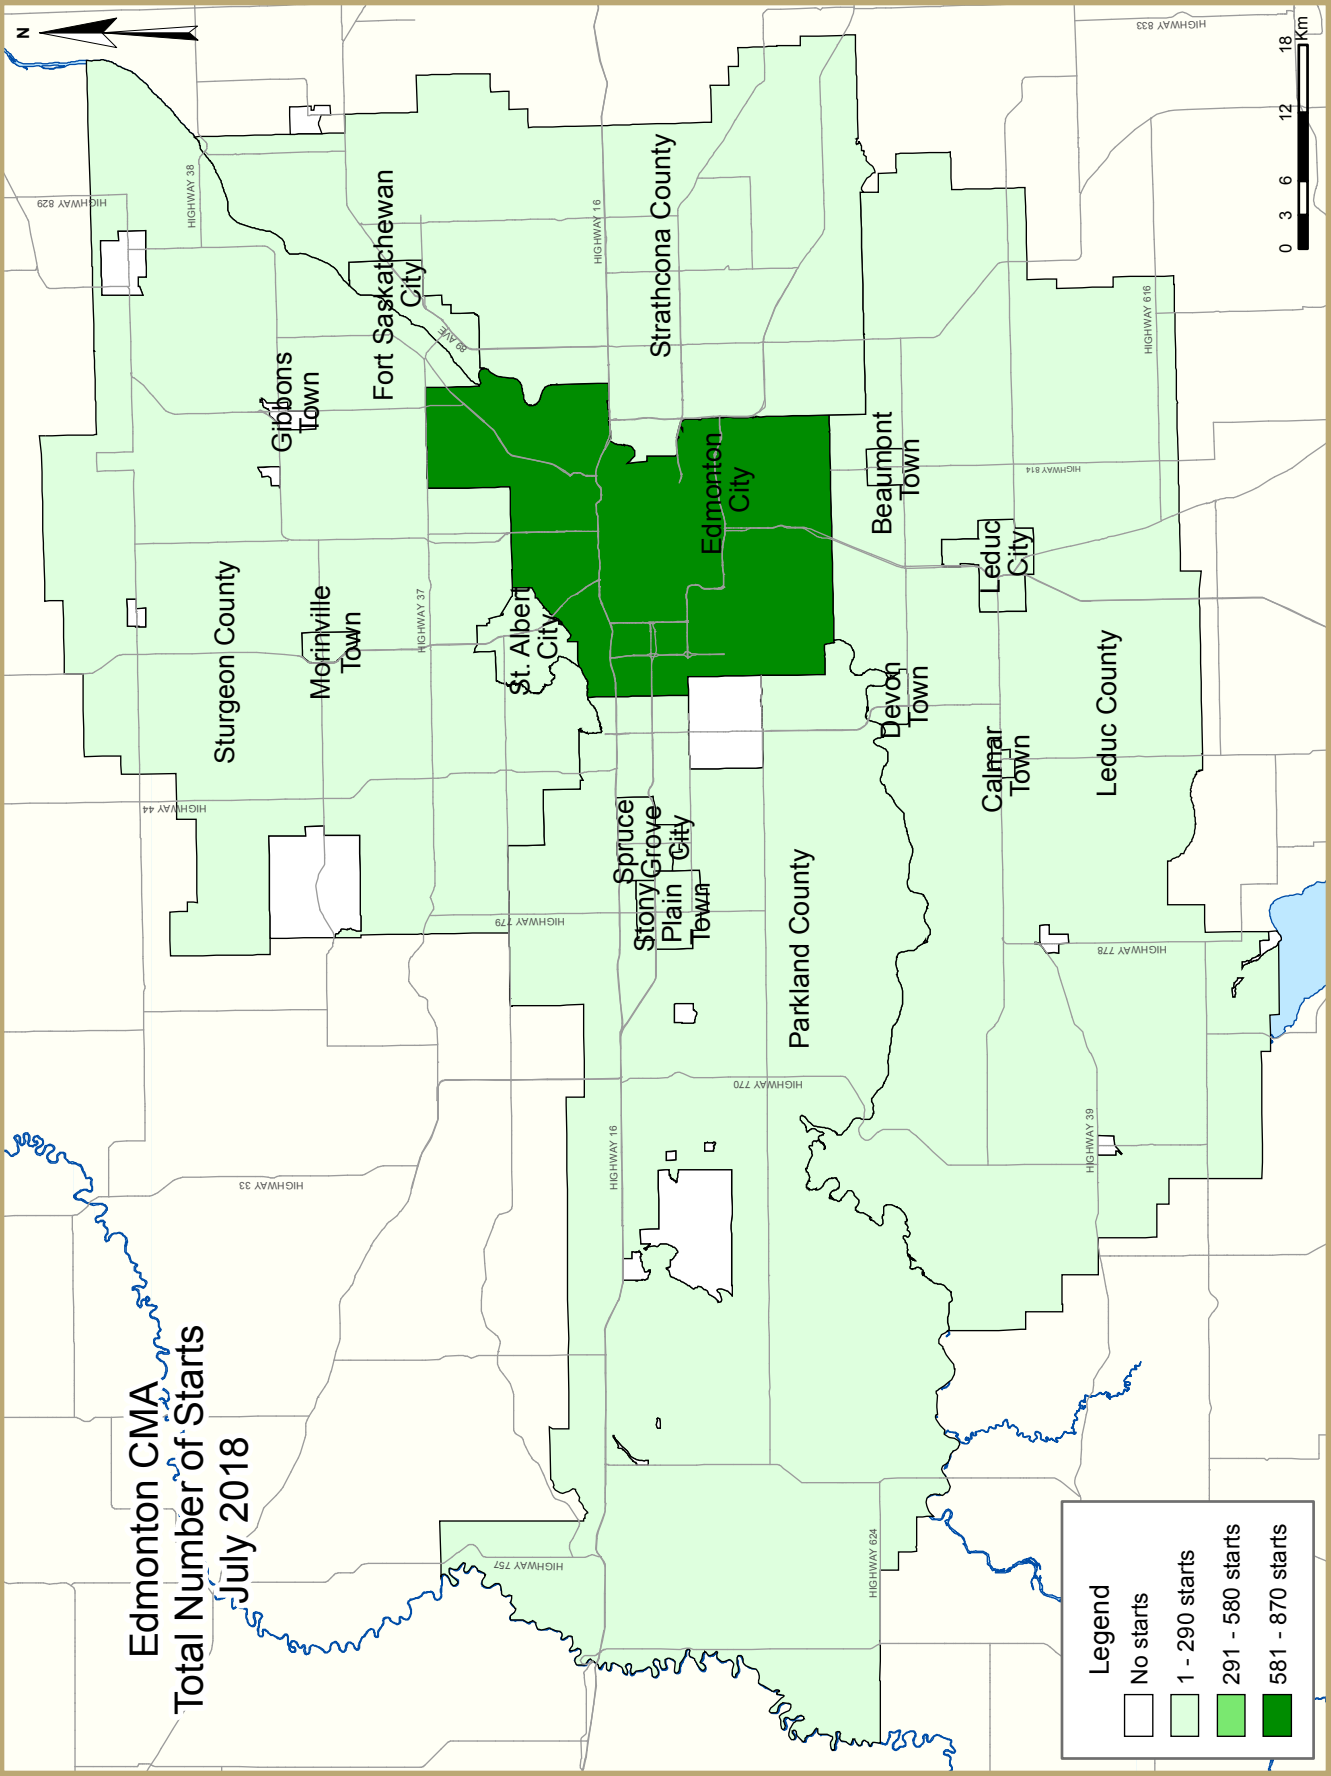 Edmonton CMA
Total Number of Starts
July 2018
N
HIGHWAY 829
HIGHWAY 38
HIGHWAY 833
Gibbons
Town
Fort Saskatchewan
City
89 AVE
HIGHWAY 16
Strathcona County
Sturgeon County
Morinville
Town
HIGHWAY 37
St. Albert
City
Edmonton
City
HIGHWAY 44
HIGHWAY 779
Spruce
Grove
City
Stony
Plain
Town
Parkland County
HIGHWAY 770
HIGHWAY 16
HIGHWAY 33
HIGHWAY 757
HIGHWAY 624
Beaumont
Town
HIGHWAY 814
HIGHWAY 616
Leduc
City
Devon
Town
Calmar
Town
Leduc County
HIGHWAY 778
HIGHWAY 39
0 3 6 12 18
Km
Legend
No starts
1 - 290 starts
291 - 580 starts
581 - 870 starts